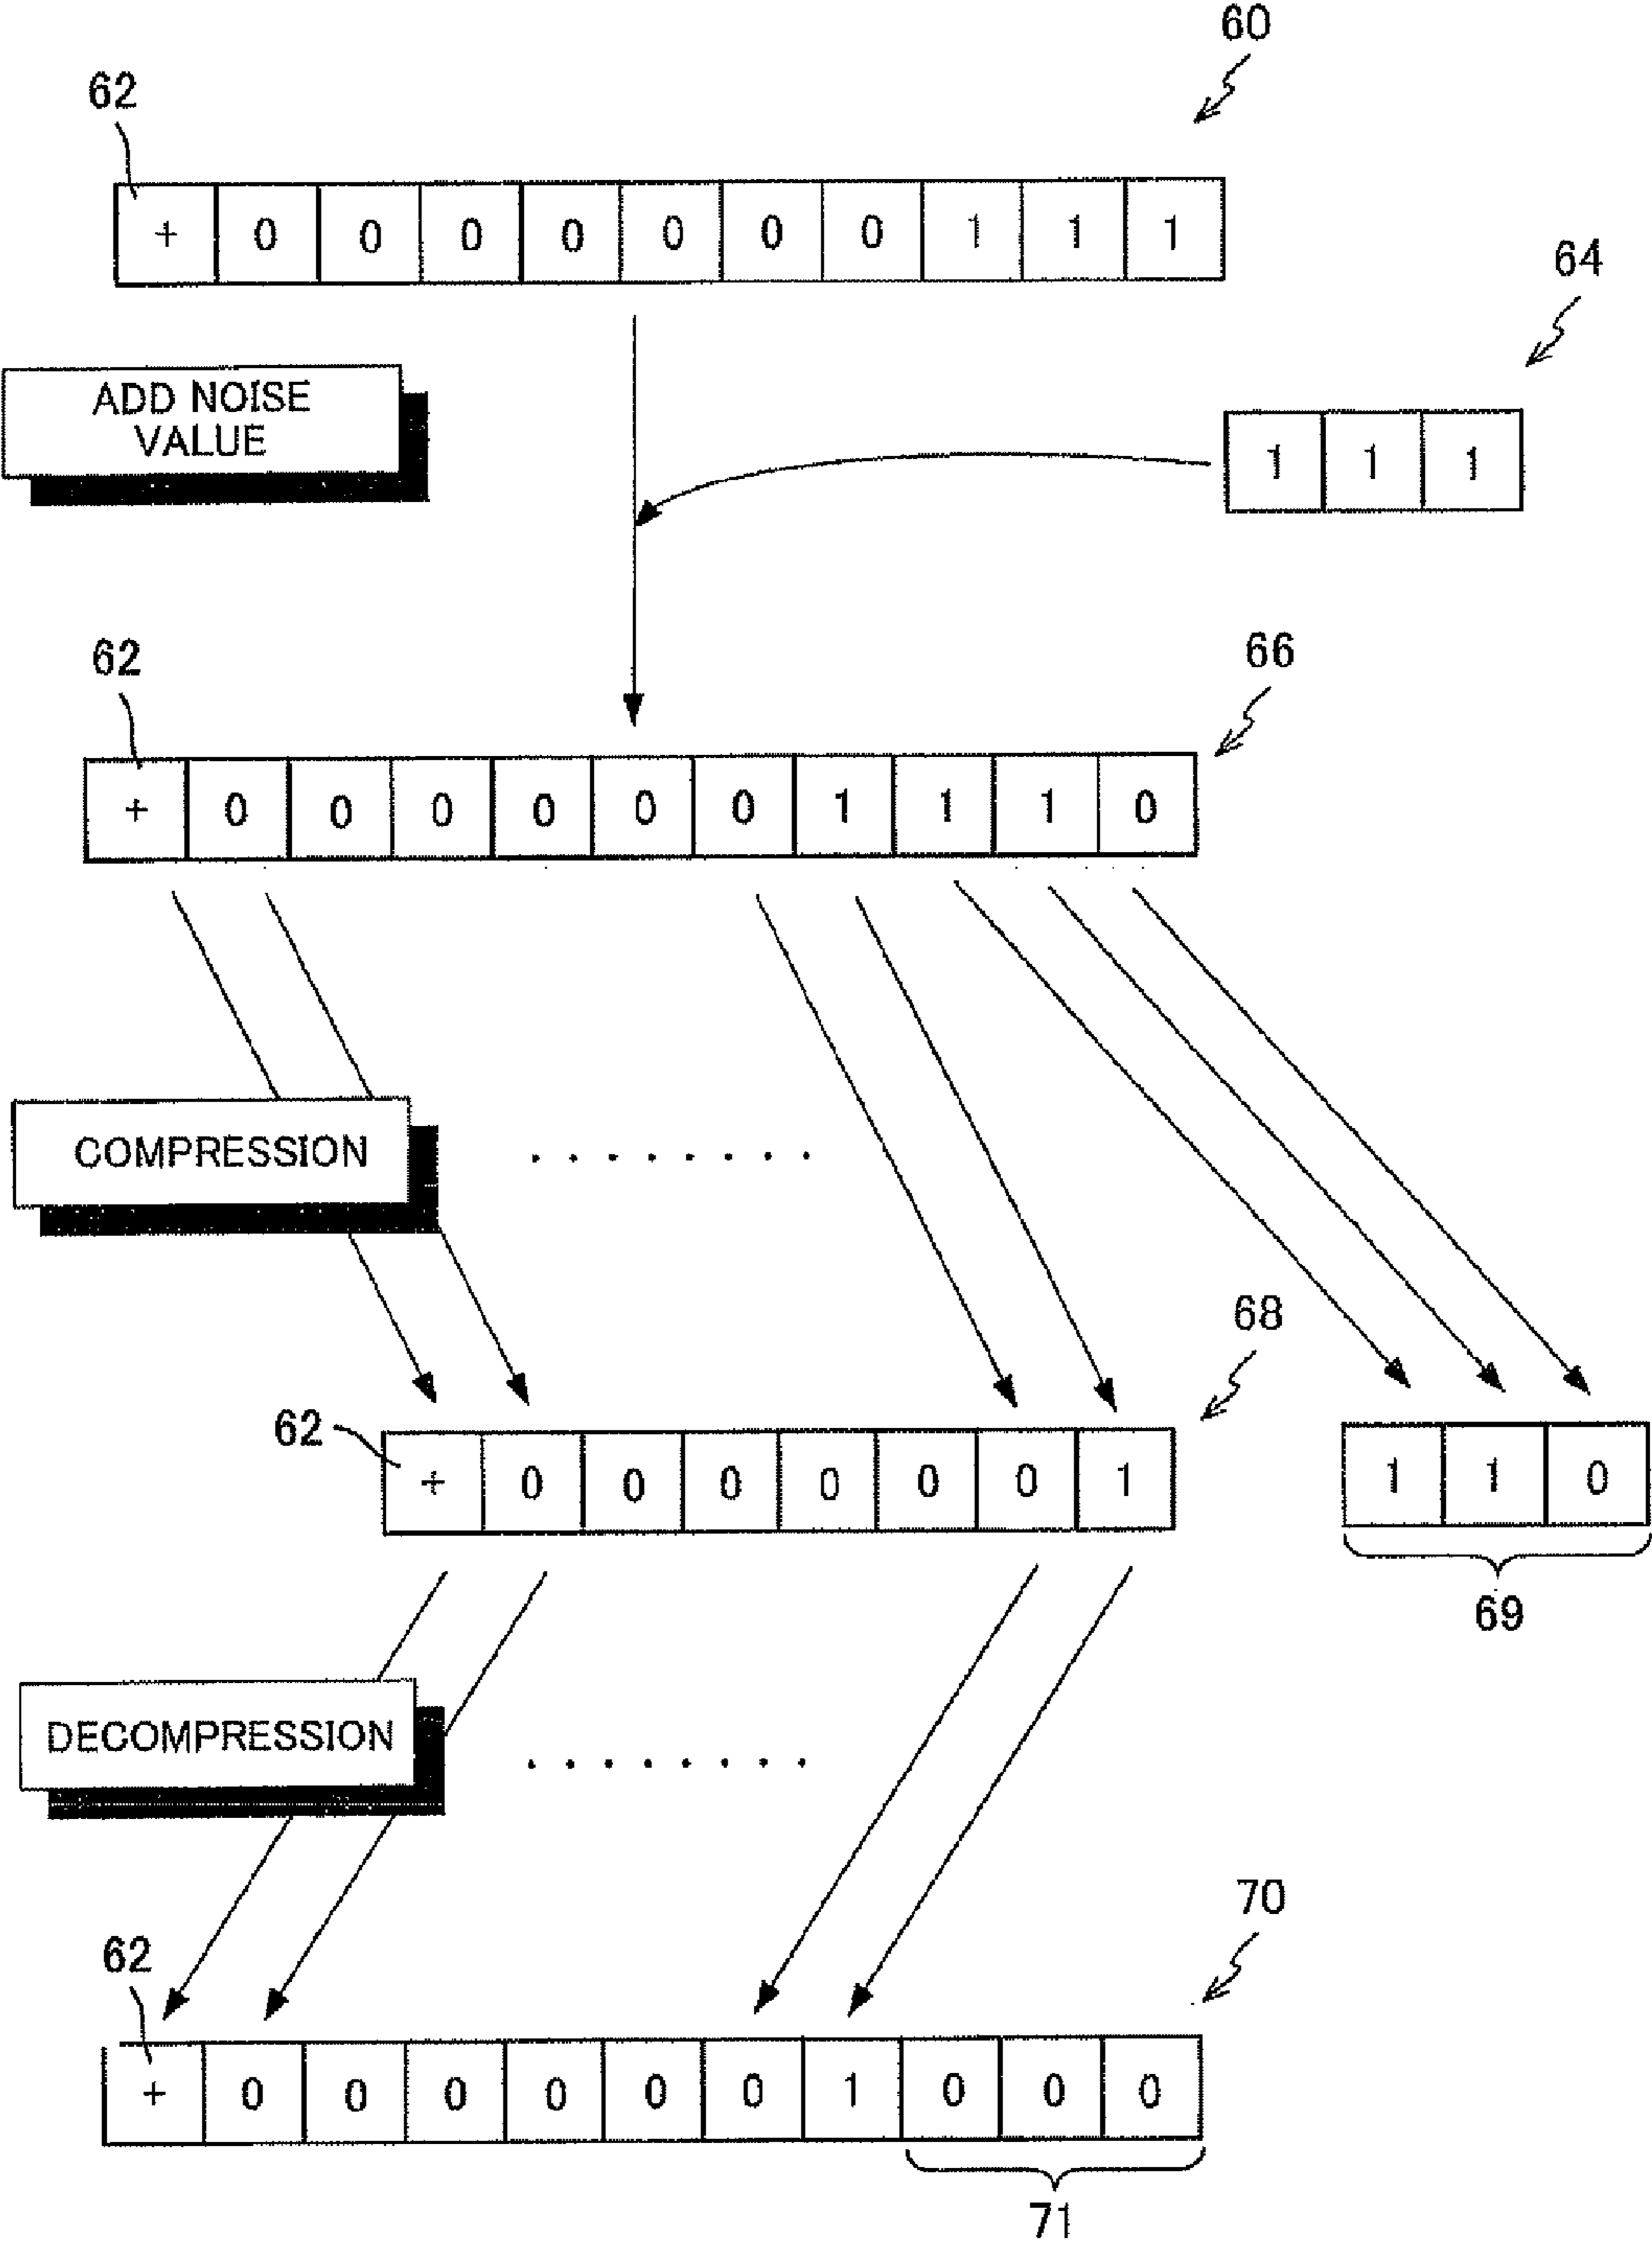 60
62
+ 0 0 0 0 0 0 0 1 1 1
64
ADD NOISE
VALUE
1 1 1
62
66
+ 0 0 0 0 0 0 1 1 1 0
COMPRESSION
68
62
+ 0 0 0 0 0 0 1
1 1 0
69
DECOMPRESSION
70
62
+ 0 0 0 0 0 0 1 0 0 0
71